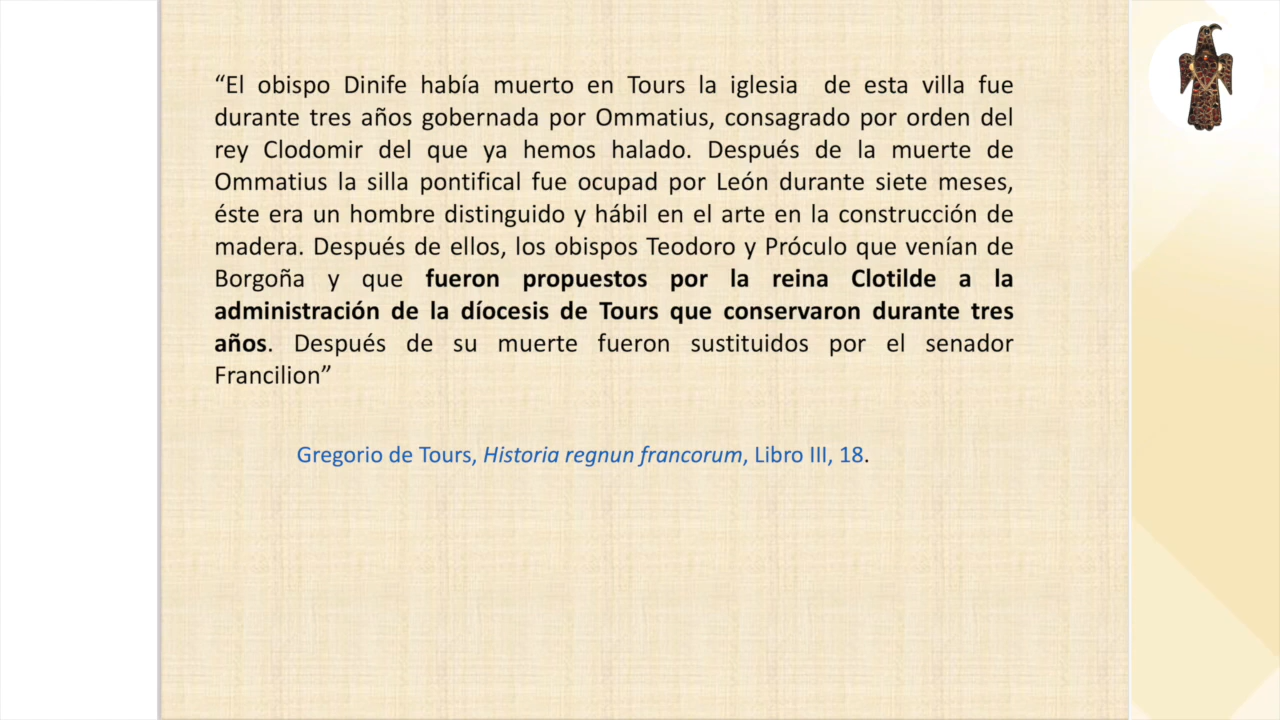 “El obispo Dinife había muerto en Tours la iglesia de esta villa fue
durante tres años gobernada por Ommatius, consagrado por orden del
rey Clodomir del que ya hemos halado. Después de la muerte de
Ommatius la silla pontifical fue ocupad por León durante siete meses,
éste era un hombre distinguido y hábil en el arte en la construcción de
madera. Después de ellos, los obispos Teodoro y Próculo que venían de
Borgoña y que fueron propuestos por la reina Clotilde a la
administración de la díocesis de Tours que conservaron durante tres
años. Después de su muerte fueron sustituidos por el senador
Francilion”
Gregorio de Tours, Historia regnun francorum, Libro III, 18.